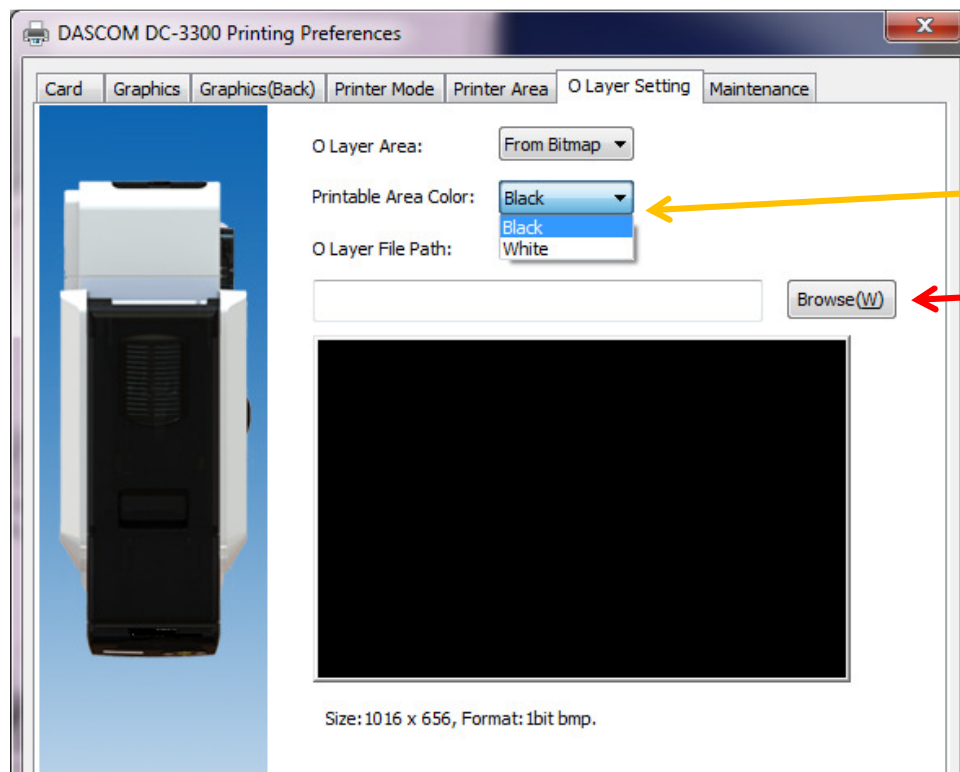 DASCOM DC-3300 Printing Preferences
Card Graphics Graphics(Back) Printer Mode Printer Area O Layer Setting Maintenance
O Layer Area: From Bitmap
Printable Area Color: Black
Black
O Layer File Path: White
Browse(W)
Size:1016 x 656, Format:1bit bmp.